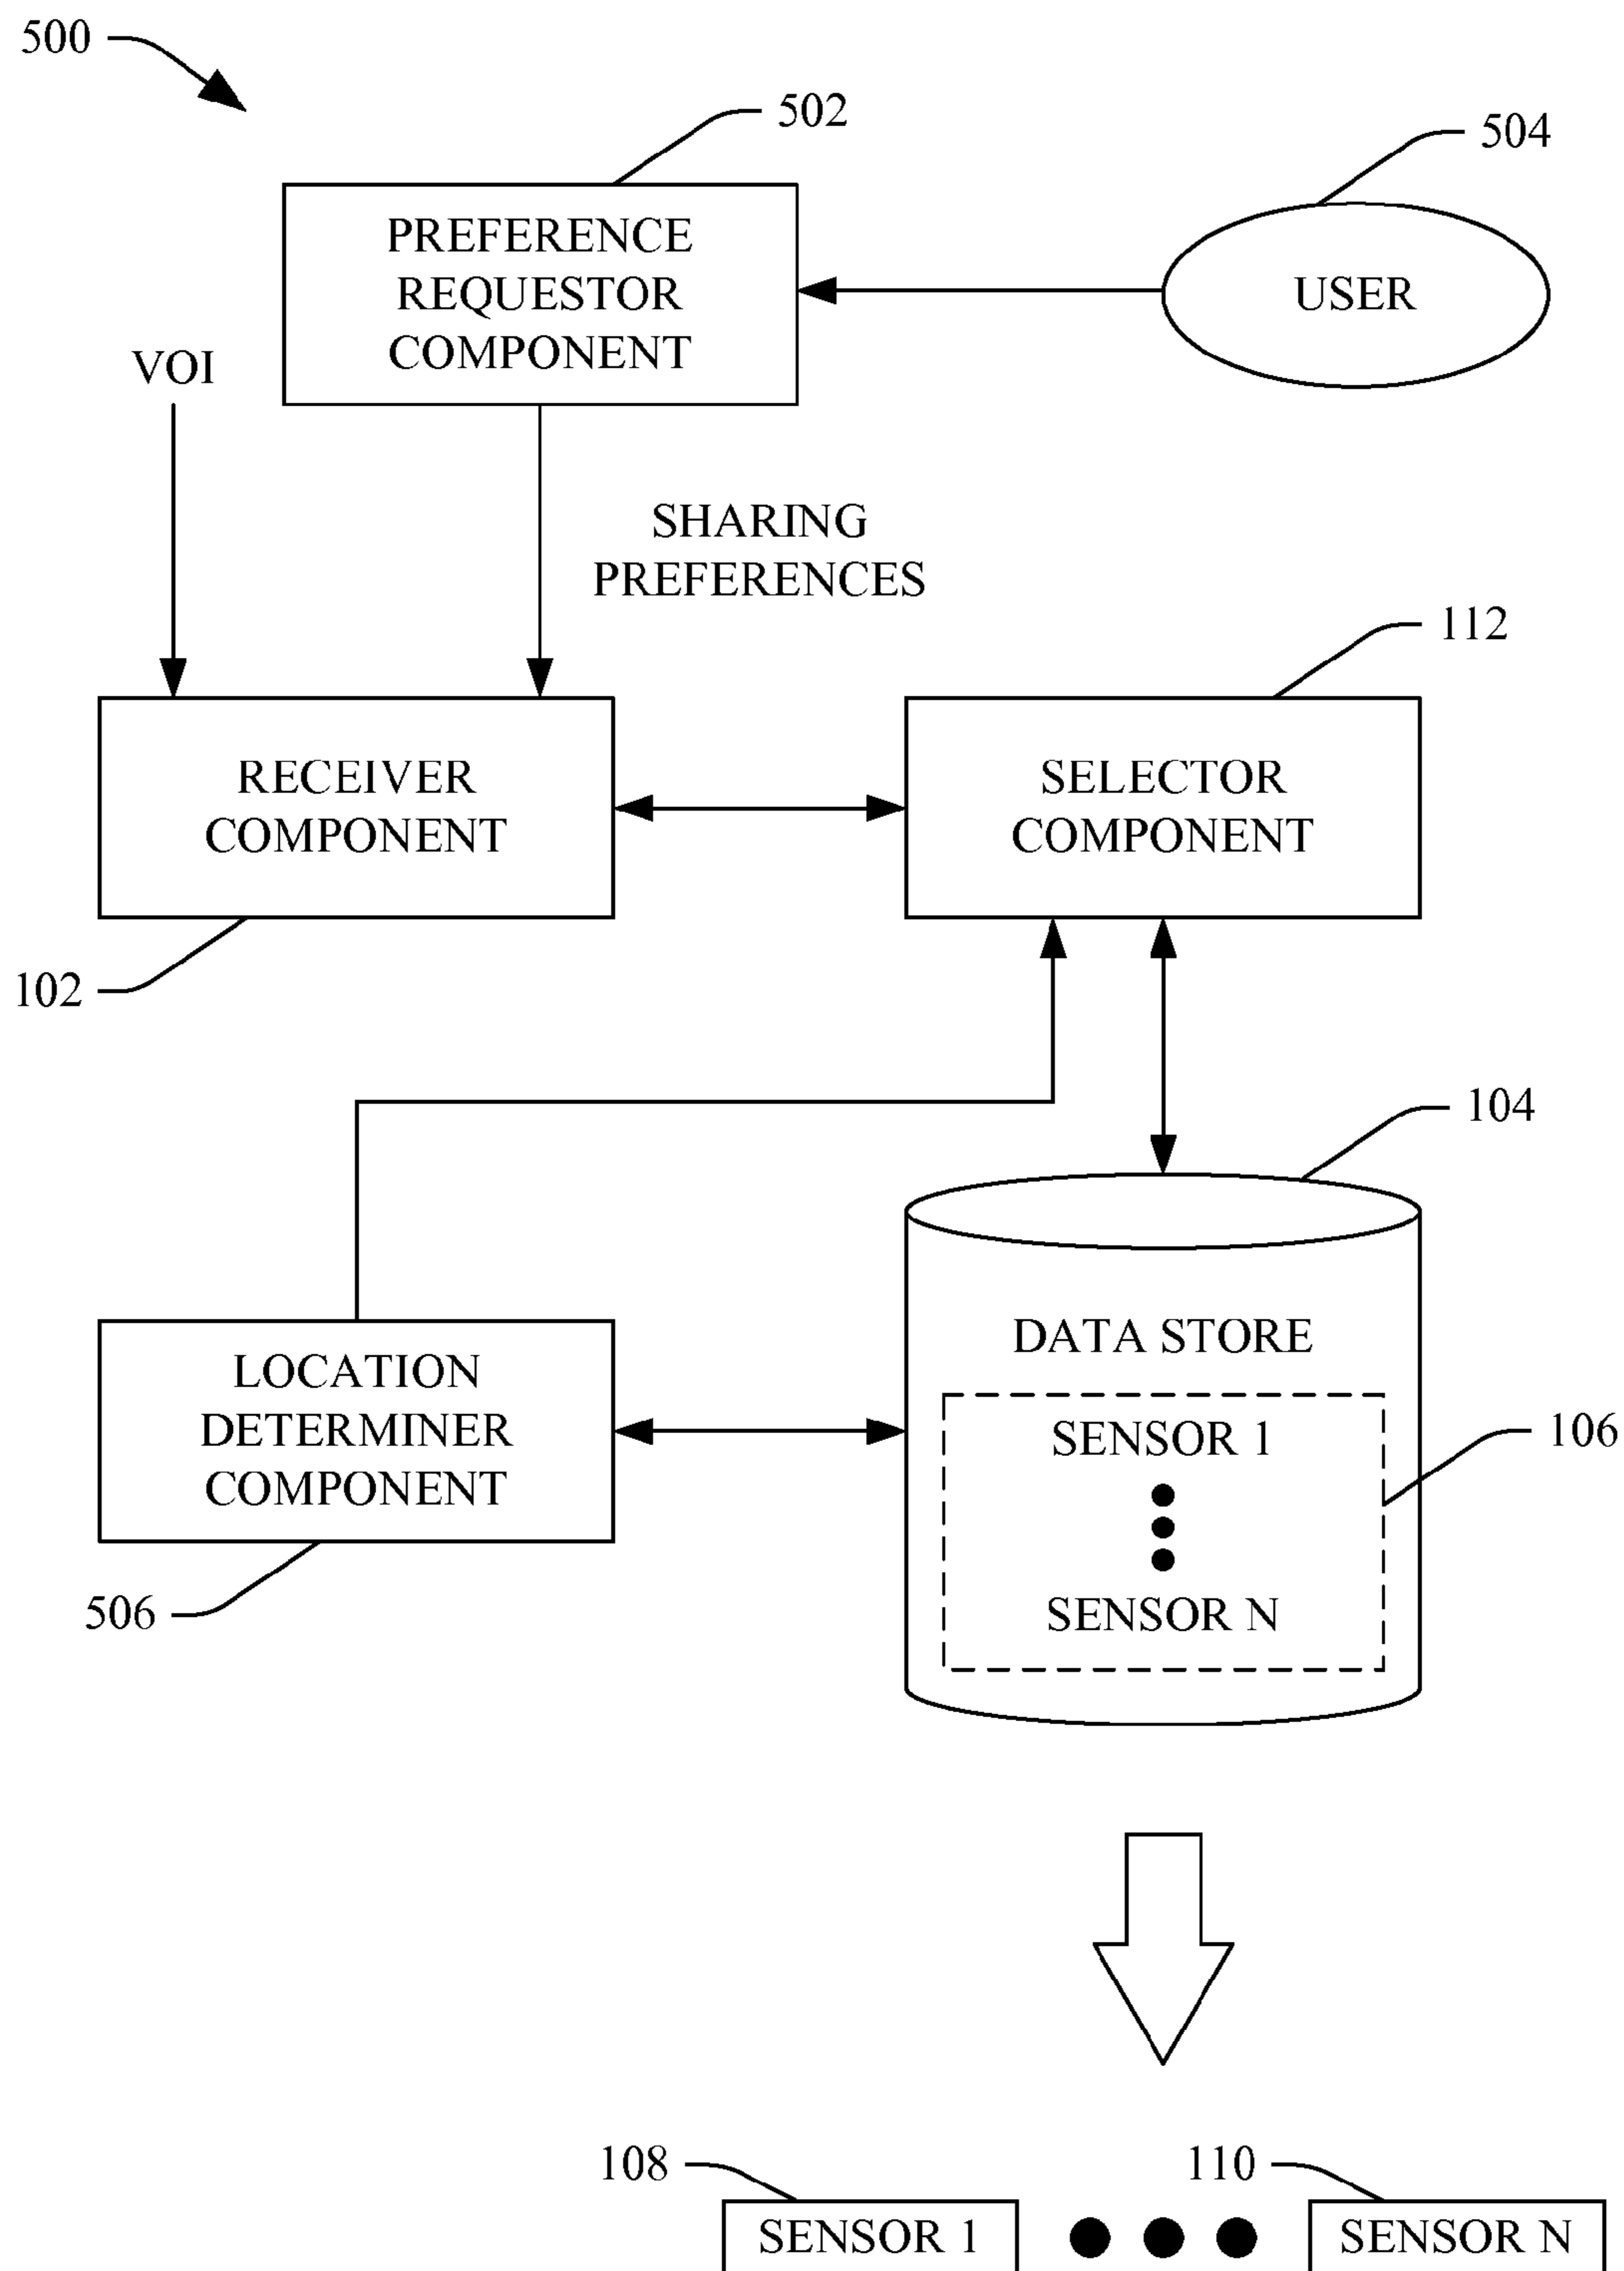 500
502
504
PREFERENCE
REQUESTOR
COMPONENT
USER
VOI
SHARING
PREFERENCES
112
RECEIVER
COMPONENT
SELECTOR
COMPONENT
102
104
DATA STORE
LOCATION
DETERMINER
COMPONENT
SENSOR 1
106
SENSOR N
506
108
110
SENSOR 1
SENSOR N